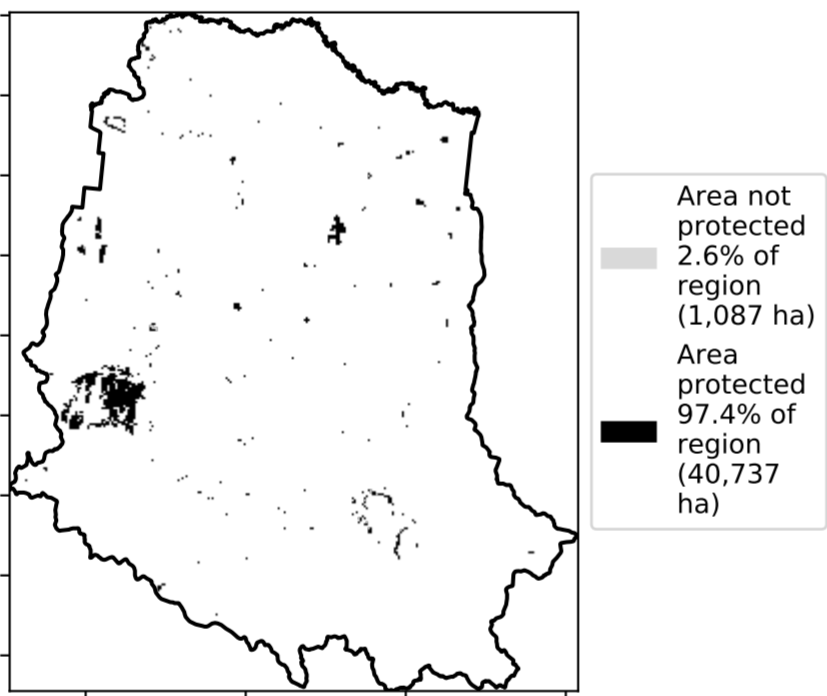 Area not
protected
2.6% of
region
(1,087 ha)
Area
protected
97.4% of
region
(40,737
ha)